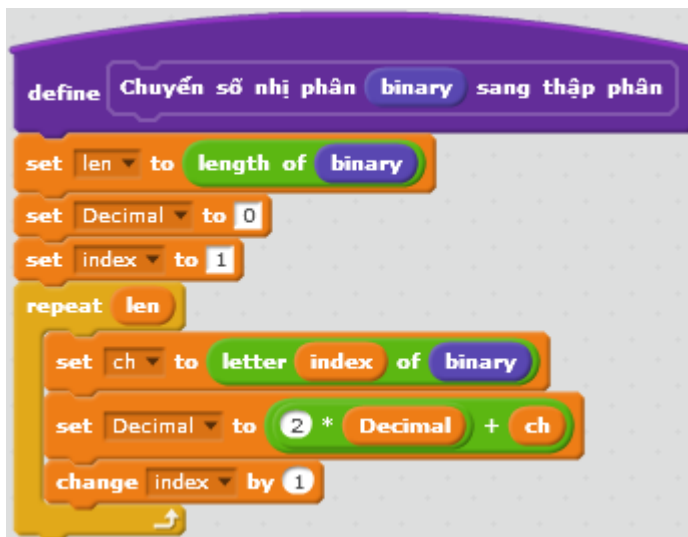 define Chuyển số nhị phân binary sang thập phân
set len to length of binary
set Decimal to 0
set index to 1
repeat len
set ch to letter index of binary
set Decimal to 2 * Decimal + ch
change index by 1